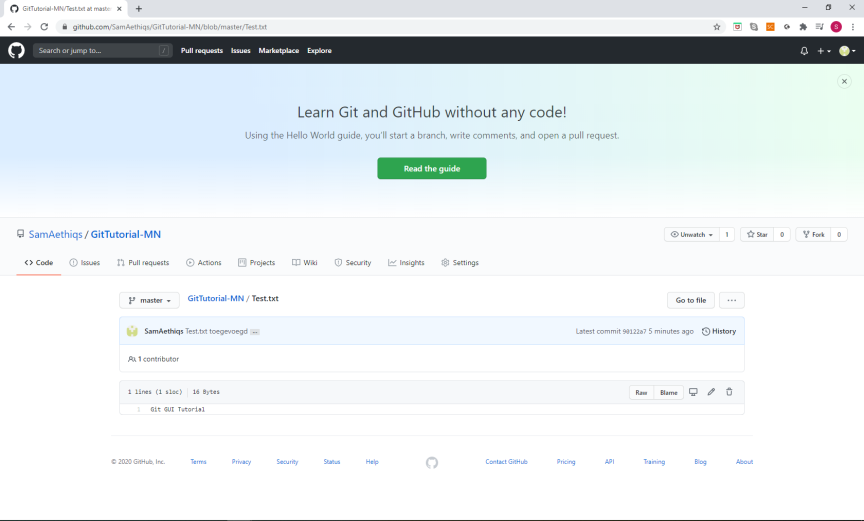 GitTutorial-MN/Test.txt at master
github.com/SamAethiqs/GitTutorial-MN/blob/master/Test.txt
Search or jump to... /
Pull requests Issues Marketplace Explore
Learn Git and GitHub without any code!
Using the Hello World guide, you'll start a branch, write comments, and open a pull request.
Read the guide
SamAethiqs / GitTutorial-MN
Unwatch 1 Star 0 Fork 0
Code Issues Pull requests Actions Projects Wiki Security Insights Settings
master GitTutorial-MN / Test.txt Go to file ...
SamAethiqs Test.txt toegevoegd ... Latest commit 90122a7 5 minutes ago History
1 contributor
1 lines (1 sloc) 16 Bytes Raw Blame
1 Git GUI Tutorial
© 2020 GitHub, Inc. Terms Privacy Security Status Help Contact GitHub Pricing API Training Blog About